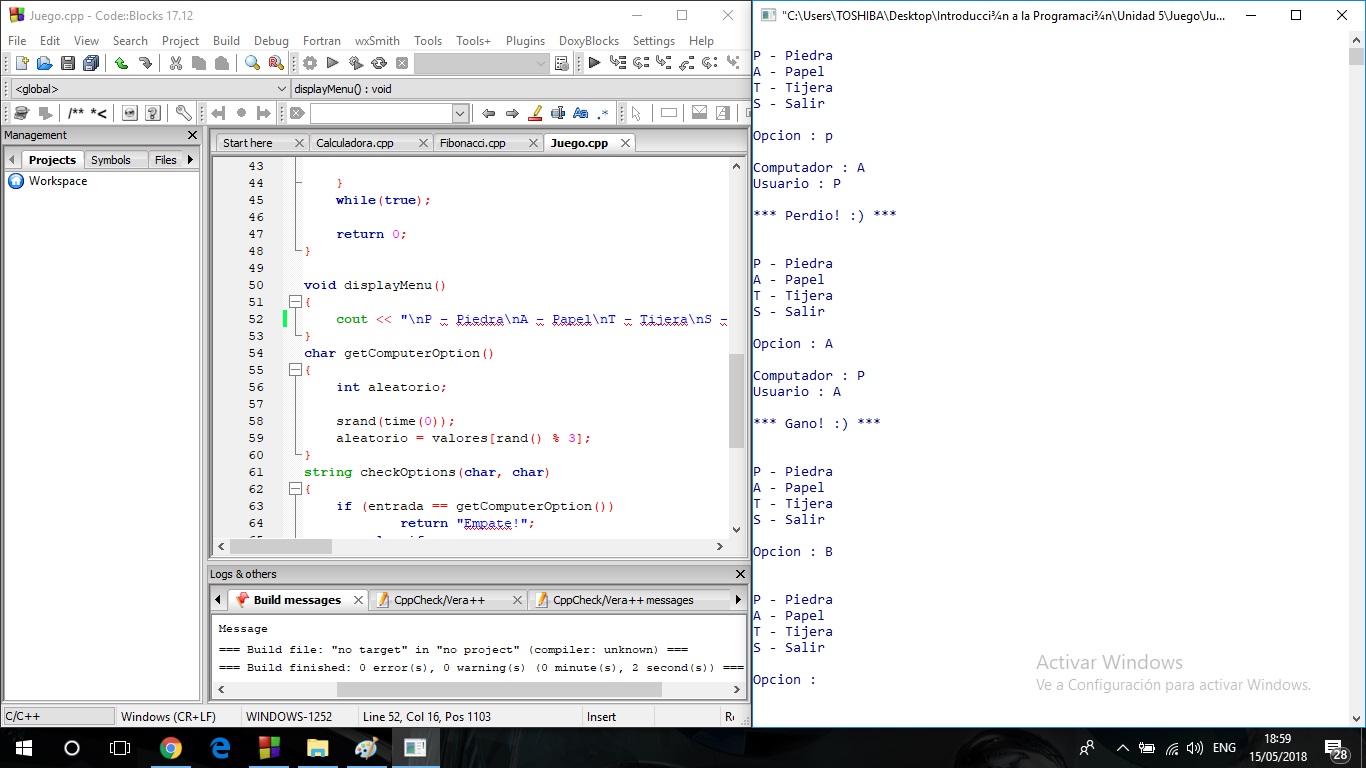 Juego.cpp - Code::Blocks 17.12
File Edit View Search Project Build Debug Fortran wxSmith Tools Tools+ Plugins DoxyBlocks Settings Help
<global>
displayMenu() : void
/** *<
Management
Projects Symbols Files
Workspace
Start here Calculadora.cpp Fibonacci.cpp Juego.cpp
43
44 }
45 while(true);
46
47 return 0;
48 }
49
50 void displayMenu()
51 {
52 cout << "\nP - Piedra\nA - Papel\nT - Tijera\nS -
53 }
54 char getComputerOption()
55 {
56 int aleatorio;
57
58 srand(time(0));
59 aleatorio = valores[rand() % 3];
60 }
61 string checkOptions(char, char)
62 {
63 if (entrada == getComputerOption())
64 return "Empate!";
Logs & others
Build messages CppCheck/Vera++ CppCheck/Vera++ messages
Message
=== Build file: "no target" in "no project" (compiler: unknown) ===
=== Build finished: 0 error(s), 0 warning(s) (0 minute(s), 2 second(s)) ===
C/C++ Windows (CR+LF) WINDOWS-1252 Line 52, Col 16, Pos 1103 Insert
"C:\Users\TOSHIBA\Desktop\Introducci¾n a la Programaci¾n\Unidad 5\Juego\Ju...
P - Piedra
A - Papel
T - Tijera
S - Salir
Opcion : p
Computador : A
Usuario : P
*** Perdio! :) ***
P - Piedra
A - Papel
T - Tijera
S - Salir
Opcion : A
Computador : P
Usuario : A
*** Gano! :) ***
P - Piedra
A - Papel
T - Tijera
S - Salir
Opcion : B
P - Piedra
A - Papel
T - Tijera
S - Salir
Opcion :
Activar Windows
Ve a Configuración para activar Windows.
ENG
18:59
15/05/2018
28